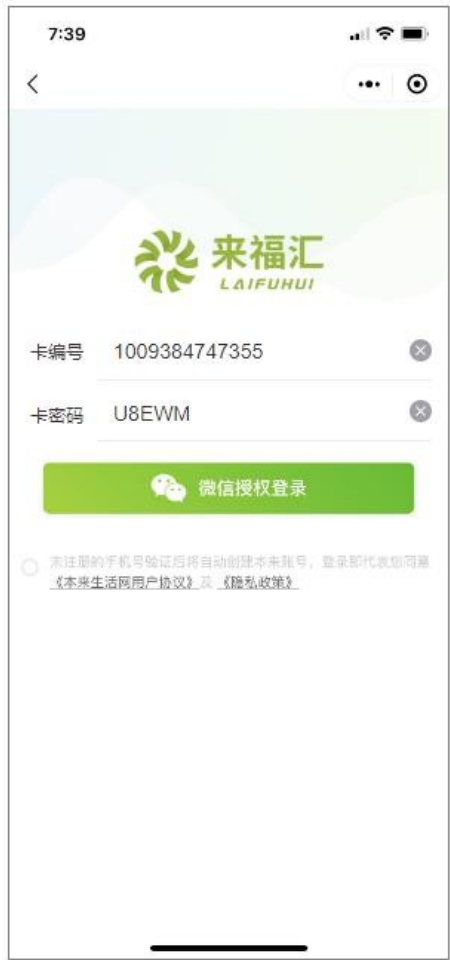 7:39
来福汇
LAIFUHUI
卡编号 1009384747355
卡密码 U8EWM
微信授权登录
未注册的手机号验证后将自动创建本来账号，登录即代表您同意
《本来生活网用户协议》及《隐私政策》